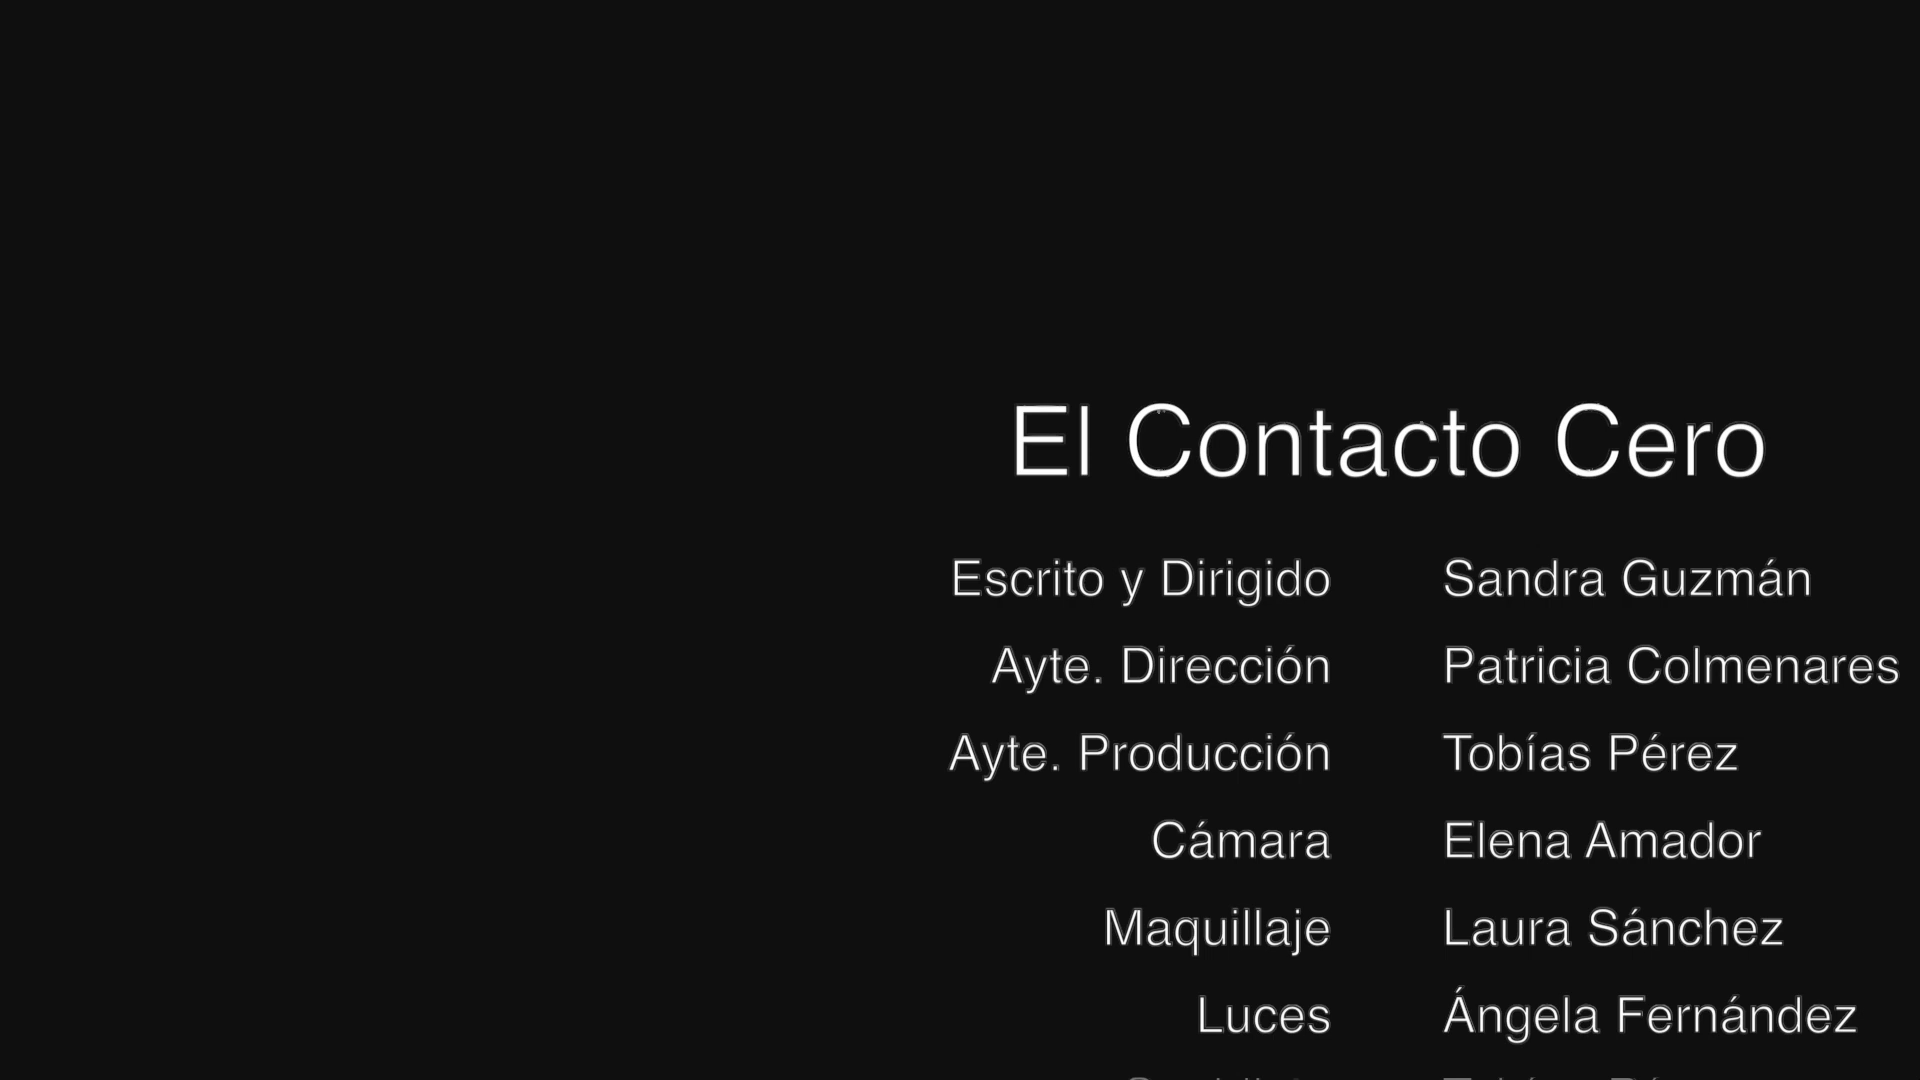 El Contacto Cero
Escrito y Dirigido Sandra Guzmán
Ayte. Dirección Patricia Colmenares
Ayte. Producción Tobías Pérez
Cámara Elena Amador
Maquillaje Laura Sánchez
Luces Ángela Fernández